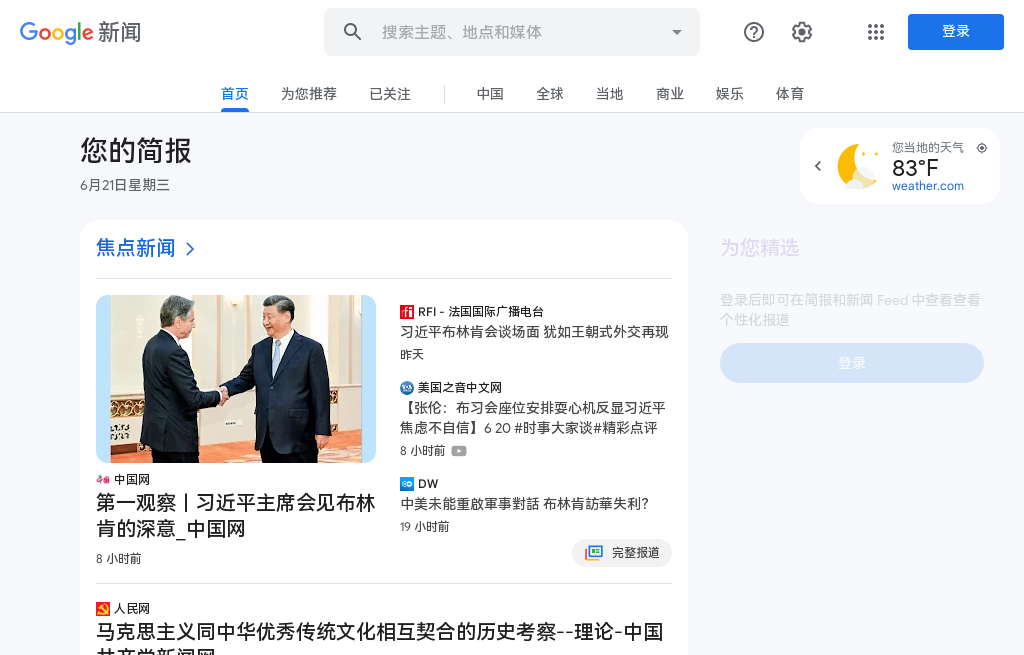 Google 新闻
搜索主题、地点和媒体
登录
首页
为您推荐
已关注
中国
全球
当地
商业
娱乐
体育
您的简报
6月21日星期三
您当地的天气
83°F
weather.com
焦点新闻
中国网
第一观察丨习近平主席会见布林
肯的深意_中国网
8 小时前
RFI - 法国国际广播电台
习近平布林肯会谈场面 犹如王朝式外交再现
昨天
美国之音中文网
【张伦：布习会座位安排耍心机反显习近平
焦虑不自信】6 20 #时事大家谈#精彩点评
8 小时前
DW
中美未能重啟軍事對話 布林肯訪華失利？
19 小时前
完整报道
人民网
马克思主义同中华优秀传统文化相互契合的历史考察--理论-中国
共产党新闻网
为您精选
登录后即可在简报和新闻 Feed 中查看查看
个性化报道
登录